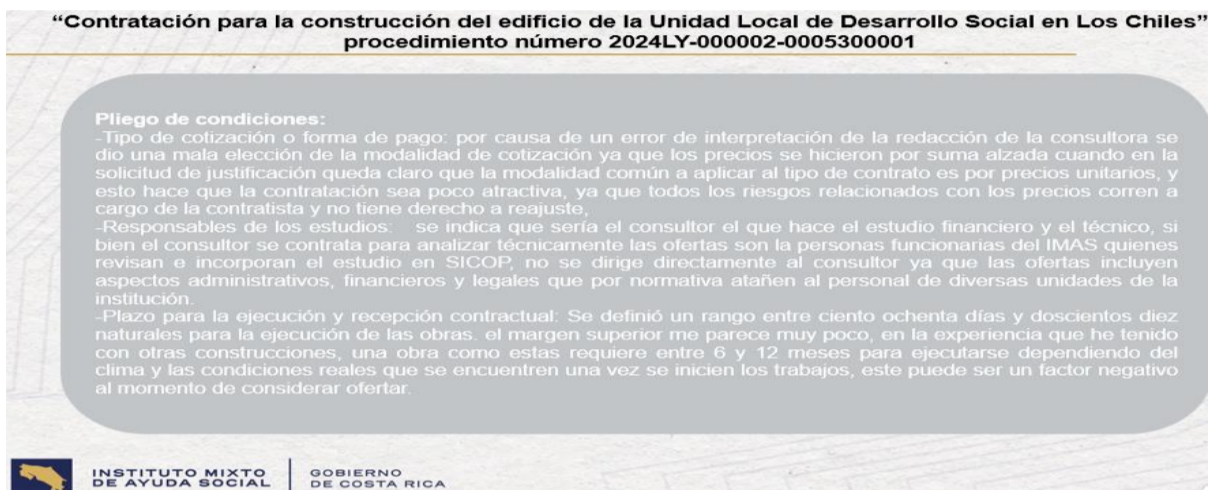 “Contratación para la construcción del edificio de la Unidad Local de Desarrollo Social en Los Chiles”
procedimiento número 2024LY-000002-0005300001
Pliego de condiciones:
-Tipo de cotización o forma de pago: por causa de un error de interpretación de la redacción de la consultora se
dio una mala elección de la modalidad de cotización ya que los precios se hicieron por suma alzada cuando en la
solicitud de justificación queda claro que la modalidad común a aplicar al tipo de contrato es por precios unitarios, y
esto hace que la contratación sea poco atractiva, ya que todos los riesgos relacionados con los precios corren a
cargo de la contratista y no tiene derecho a reajuste,
-Responsables de los estudios: se indica que sería el consultor el que hace el estudio financiero y el técnico, si
bien el consultor se contrata para analizar técnicamente las ofertas son la personas funcionarias del IMAS quienes
revisan e incorporan el estudio en SICOP, no se dirige directamente al consultor ya que las ofertas incluyen
aspectos administrativos, financieros y legales que por normativa atañen al personal de diversas unidades de la
institución.
-Plazo para la ejecución y recepción contractual: Se definió un rango entre ciento ochenta días y doscientos diez
naturales para la ejecución de las obras. el margen superior me parece muy poco, en la experiencia que he tenido
con otras construcciones, una obra como estas requiere entre 6 y 12 meses para ejecutarse dependiendo del
clima y las condiciones reales que se encuentren una vez se inicien los trabajos, este puede ser un factor negativo
al momento de considerar ofertar.
INSTITUTO MIXTO
DE AYUDA SOCIAL
GOBIERNO
DE COSTA RICA